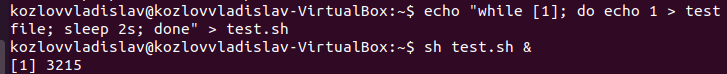 kozlovvladislav@kozlovvladislav-VirtualBox:~$ echo "while [1]; do echo 1 > test
file; sleep 2s; done" > test.sh
kozlovvladislav@kozlovvladislav-VirtualBox:~$ sh test.sh &
[1] 3215